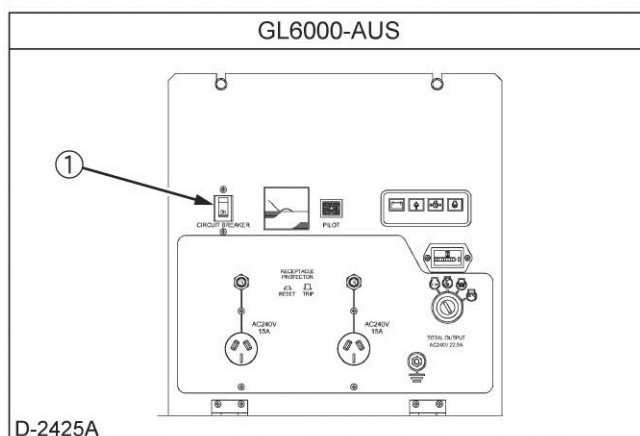 GL6000-AUS
①
CIRCUIT BREAKER
PILOT
RECEPTACLE
PROTECTOR
RESET TRIP
AC240V
15A
AC240V
15A
TOTAL OUTPUT
AC240V 22.9A
D-2425A